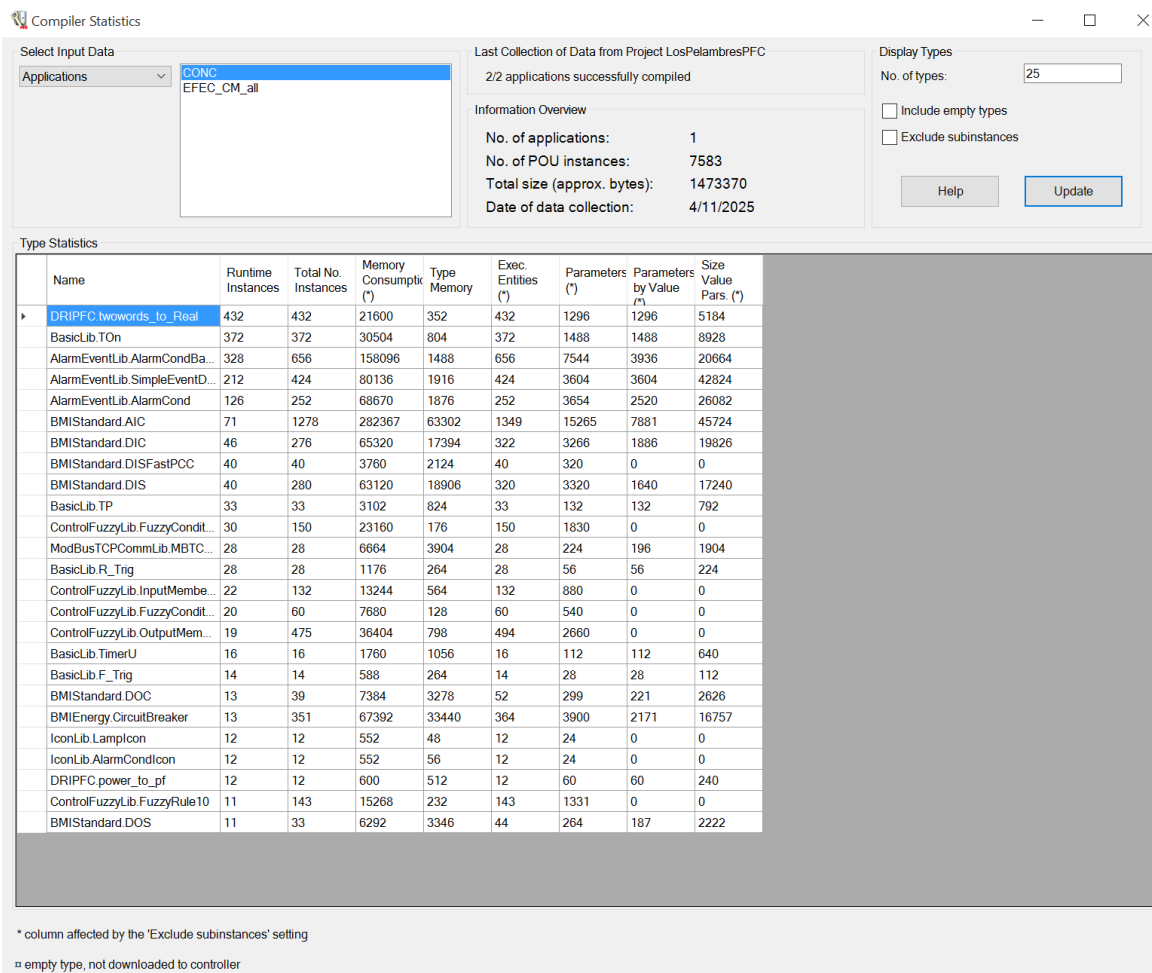 Compiler Statistics
Select Input Data
Applications
CONC
EFEC_CM_all
Last Collection of Data from Project LosPelambresPFC
2/2 applications successfully compiled
Information Overview
No. of applications: 1
No. of POU instances: 7583
Total size (approx. bytes): 1473370
Date of data collection: 4/11/2025
Display Types
No. of types: 25
Include empty types
Exclude subinstances
Help Update
Type Statistics
Name Runtime Instances Total No. Instances Memory Consumptic (*) Type Memory Exec. Entities (*) Parameters (*) Parameters by Value (*) Size Value Pars. (*)
DRIPFC.twowords_to_Real 432 432 21600 352 432 1296 1296 5184
BasicLib.TOn 372 372 30504 804 372 1488 1488 8928
AlarmEventLib.AlarmCondBa... 328 656 158096 1488 656 7544 3936 20664
AlarmEventLib.SimpleEventD... 212 424 80136 1916 424 3604 3604 42824
AlarmEventLib.AlarmCond 126 252 68670 1876 252 3654 2520 26082
BMIStandard.AIC 71 1278 282367 63302 1349 15265 7881 45724
BMIStandard.DIC 46 276 65320 17394 322 3266 1886 19826
BMIStandard.DISFastPCC 40 40 3760 2124 40 320 0 0
BMIStandard.DIS 40 280 63120 18906 320 3320 1640 17240
BasicLib.TP 33 33 3102 824 33 132 132 792
ControlFuzzyLib.FuzzyCondit... 30 150 23160 176 150 1830 0 0
ModBusTCPCommLib.MBTC... 28 28 6664 3904 28 224 196 1904
BasicLib.R_Trig 28 28 1176 264 28 56 56 224
ControlFuzzyLib.InputMembe... 22 132 13244 564 132 880 0 0
ControlFuzzyLib.FuzzyCondit... 20 60 7680 128 60 540 0 0
ControlFuzzyLib.OutputMem... 19 475 36404 798 494 2660 0 0
BasicLib.TimerU 16 16 1760 1056 16 112 112 640
BasicLib.F_Trig 14 14 588 264 14 28 28 112
BMIStandard.DOC 13 39 7384 3278 52 299 221 2626
BMIEnergy.CircuitBreaker 13 351 67392 33440 364 3900 2171 16757
IconLib.LampIcon 12 12 552 48 12 24 0 0
IconLib.AlarmCondIcon 12 12 552 56 12 24 0 0
DRIPFC.power_to_pf 12 12 600 512 12 60 60 240
ControlFuzzyLib.FuzzyRule10 11 143 15268 232 143 1331 0 0
BMIStandard.DOS 11 33 6292 3346 44 264 187 2222
* column affected by the 'Exclude subinstances' setting
¤ empty type, not downloaded to controller